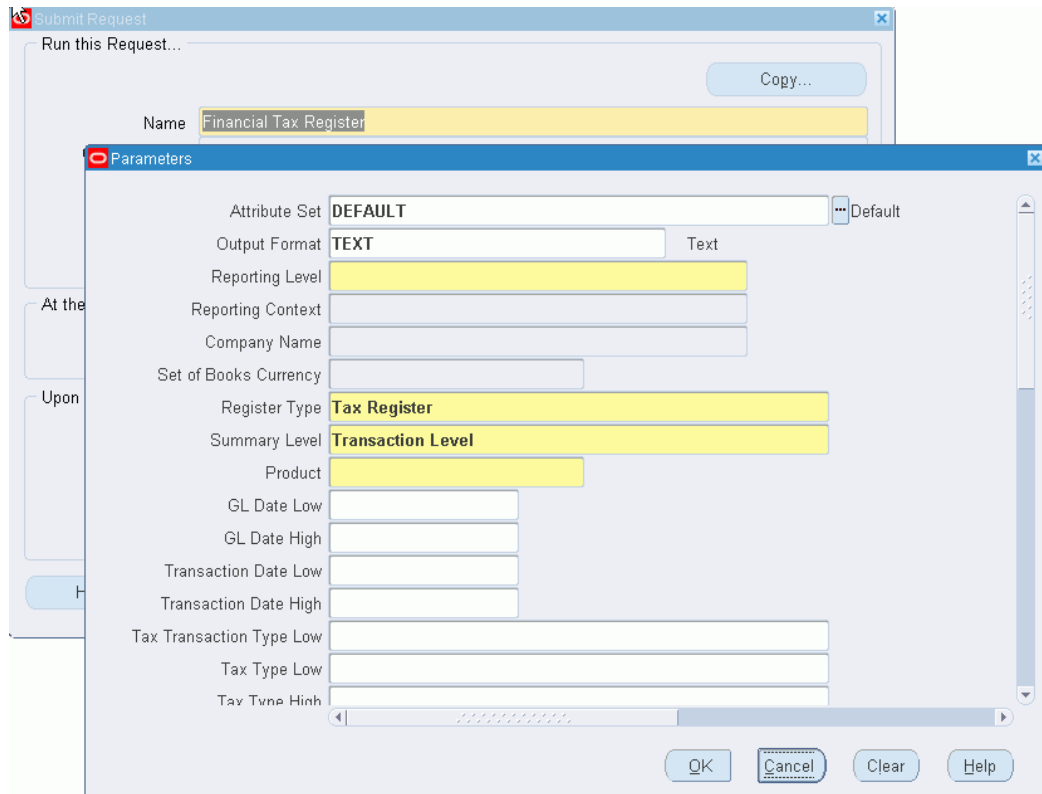 Submit Request
Run this Request...
Copy...
Name Financial Tax Register
Parameters
Attribute Set DEFAULT Default
Output Format TEXT Text
Reporting Level
Reporting Context
At the
Company Name
Set of Books Currency
Upon
Register Type Tax Register
Summary Level Transaction Level
Product
GL Date Low
GL Date High
Transaction Date Low
H
Transaction Date High
Tax Transaction Type Low
Tax Type Low
Tax Type High
OK Cancel Clear Help